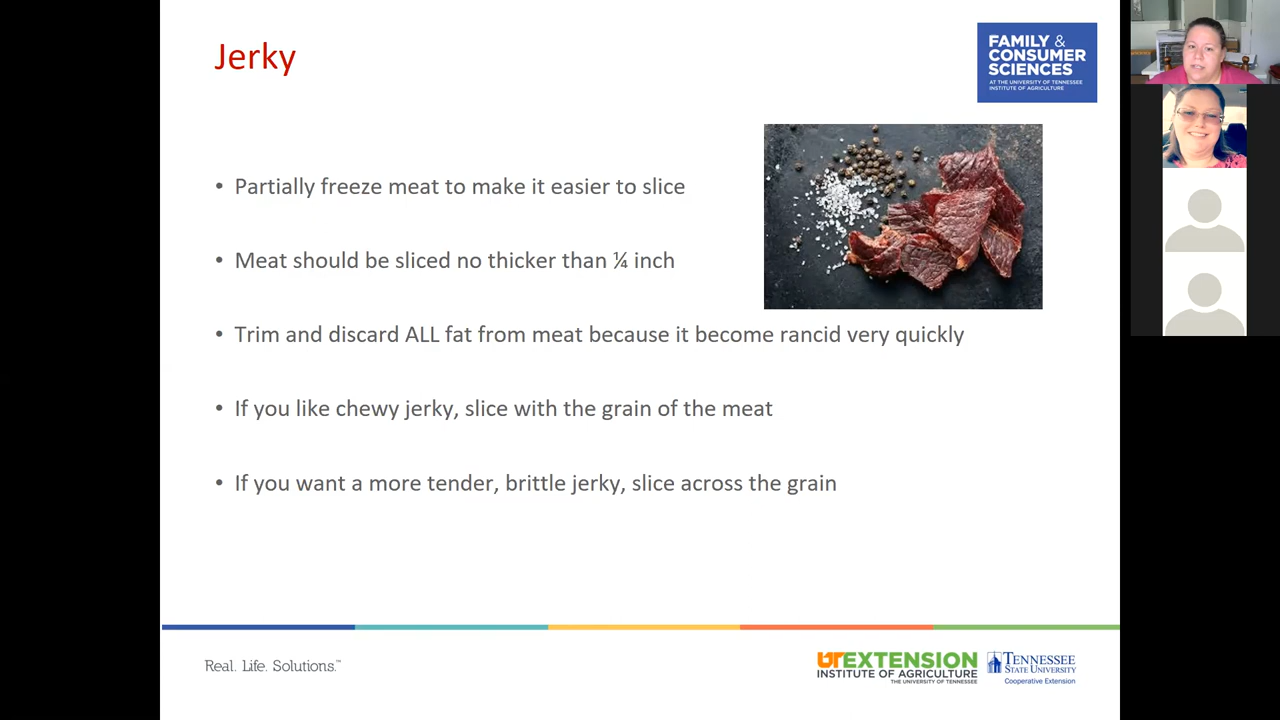 Jerky
FAMILY &
CONSUMER
SCIENCES
AT THE UNIVERSITY OF TENNESSEE
INSTITUTE OF AGRICULTURE
• Partially freeze meat to make it easier to slice
• Meat should be sliced no thicker than ¼ inch
• Trim and discard ALL fat from meat because it become rancid very quickly
• If you like chewy jerky, slice with the grain of the meat
• If you want a more tender, brittle jerky, slice across the grain
Real. Life. Solutions.™
UTEXTENSION
INSTITUTE OF AGRICULTURE
THE UNIVERSITY OF TENNESSEE
TENNESSEE
STATE UNIVERSITY
Cooperative Extension